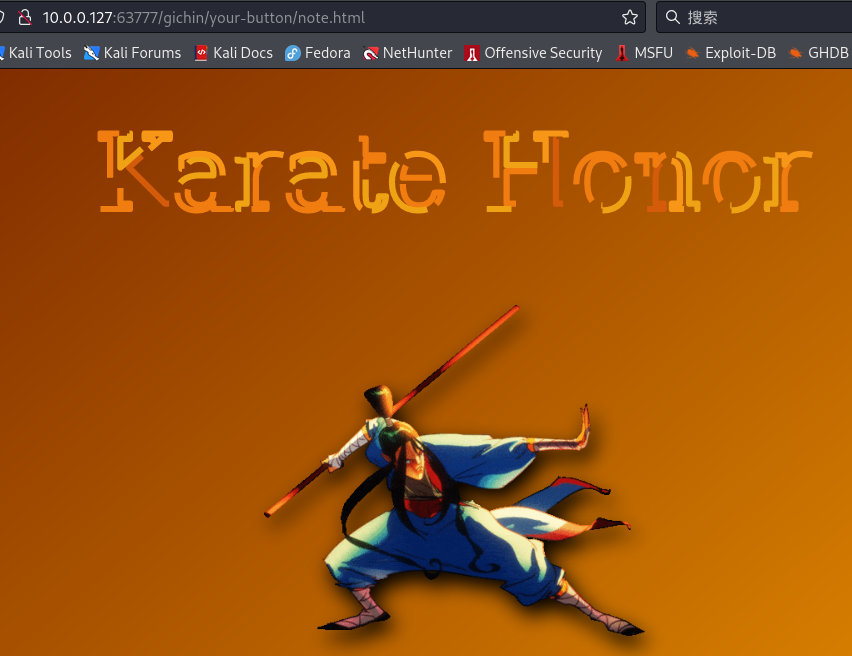 10.0.0.127:63777/gichin/your-button/note.html 搜索
Kali Tools Kali Forums Kali Docs Fedora NetHunter Offensive Security MSFU Exploit-DB GHDB
Karate Honor